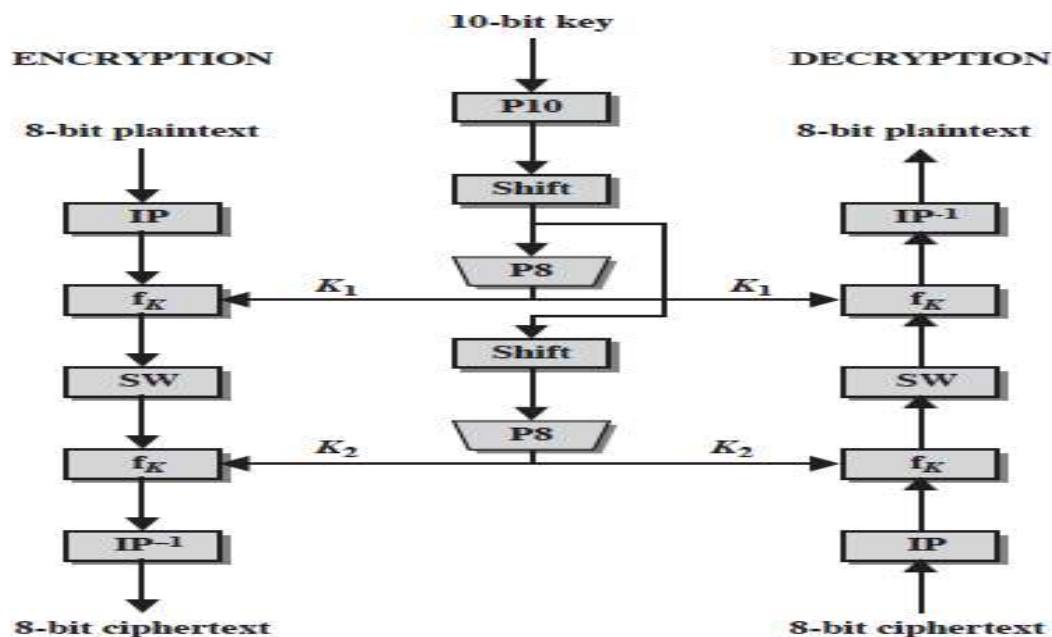 10-bit key
ENCRYPTION
DECRYPTION
P10
8-bit plaintext
8-bit plaintext
Shift
IP
IP-1
P8
fK
K1
K1
fK
Shift
SW
SW
P8
fK
K2
K2
fK
IP–1
IP
8-bit ciphertext
8-bit ciphertext